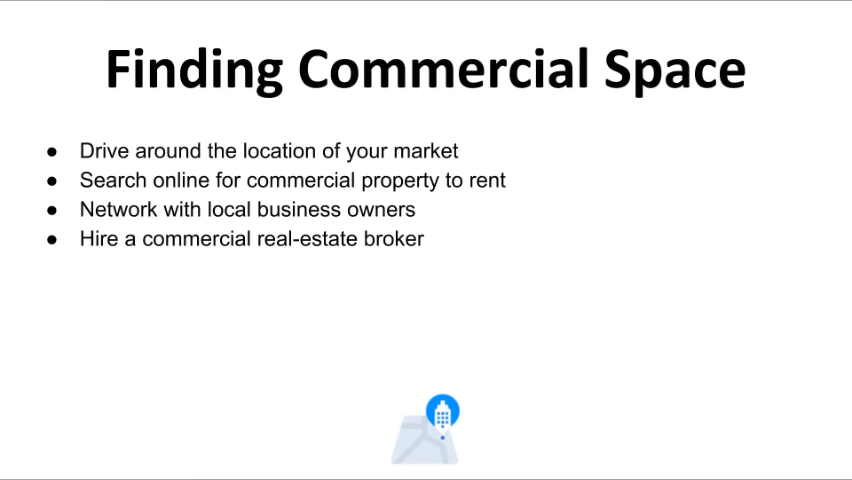 Finding Commercial Space
● Drive around the location of your market
● Search online for commercial property to rent
● Network with local business owners
● Hire a commercial real-estate broker